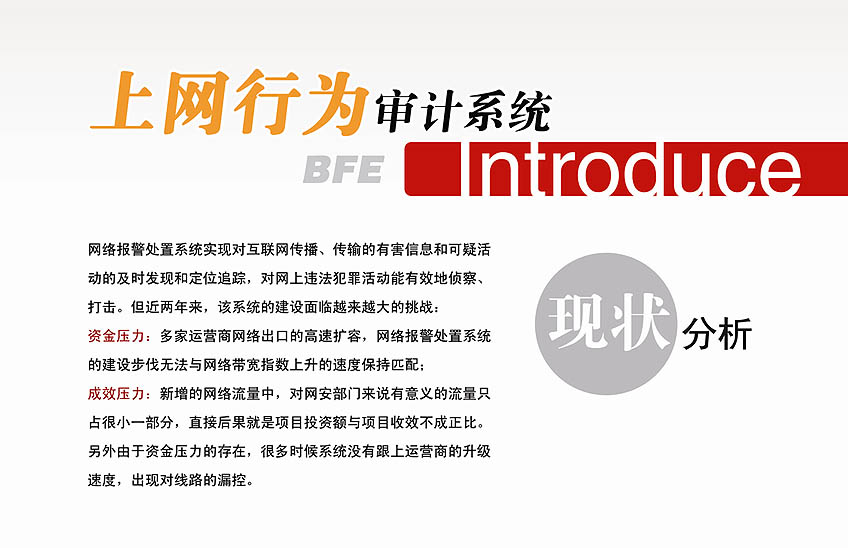 上网行为审计系统
BFE Introduce
网络报警处置系统实现对互联网传播、传输的有害信息和可疑活
动的及时发现和定位追踪，对网上违法犯罪活动能有效地侦察、
打击。但近两年来，该系统的建设面临越来越大的挑战：
资金压力：多家运营商网络出口的高速扩容，网络报警处置系统
的建设步伐无法与网络带宽指数上升的速度保持匹配；
成效压力：新增的网络流量中，对网安部门来说有意义的流量只
占很小一部分，直接后果就是项目投资额与项目收效不成正比。
另外由于资金压力的存在，很多时候系统没有跟上运营商的升级
速度，出现对线路的漏控。
现状分析